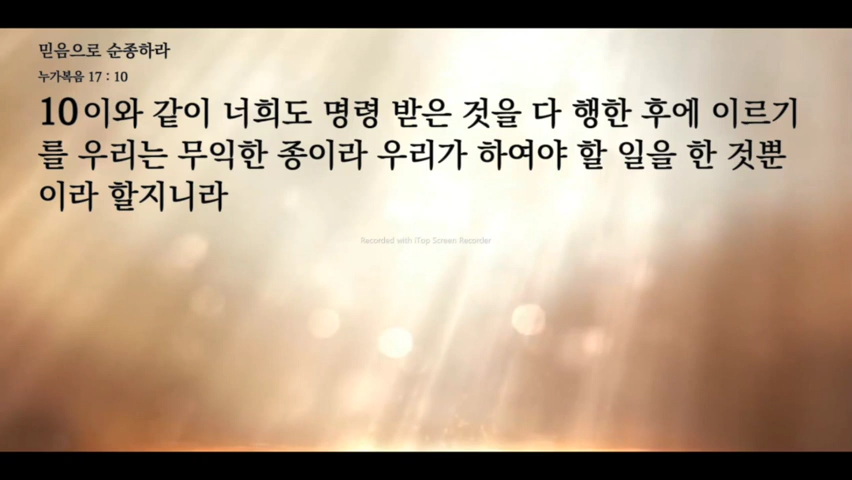 믿음으로 순종하라
누가복음 17 : 10
10 이와 같이 너희도 명령 받은 것을 다 행한 후에 이르기
를 우리는 무익한 종이라 우리가 하여야 할 일을 한 것뿐
이라 할지니라
Recorded with iTop Screen Recorder